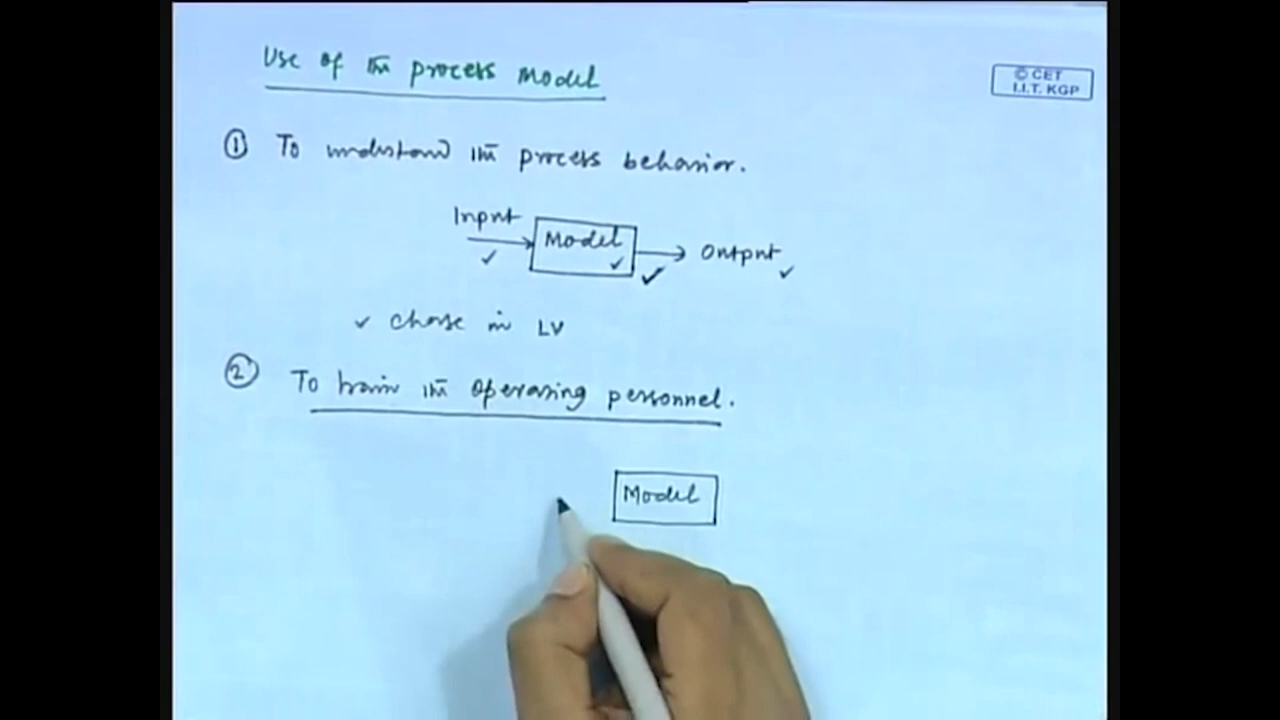 Use of the process Model
© CET
I.I.T. KGP
① To understand the process behavior.
Input
Model
Output
✓ change in LV
② To train the operating personnel.
Model